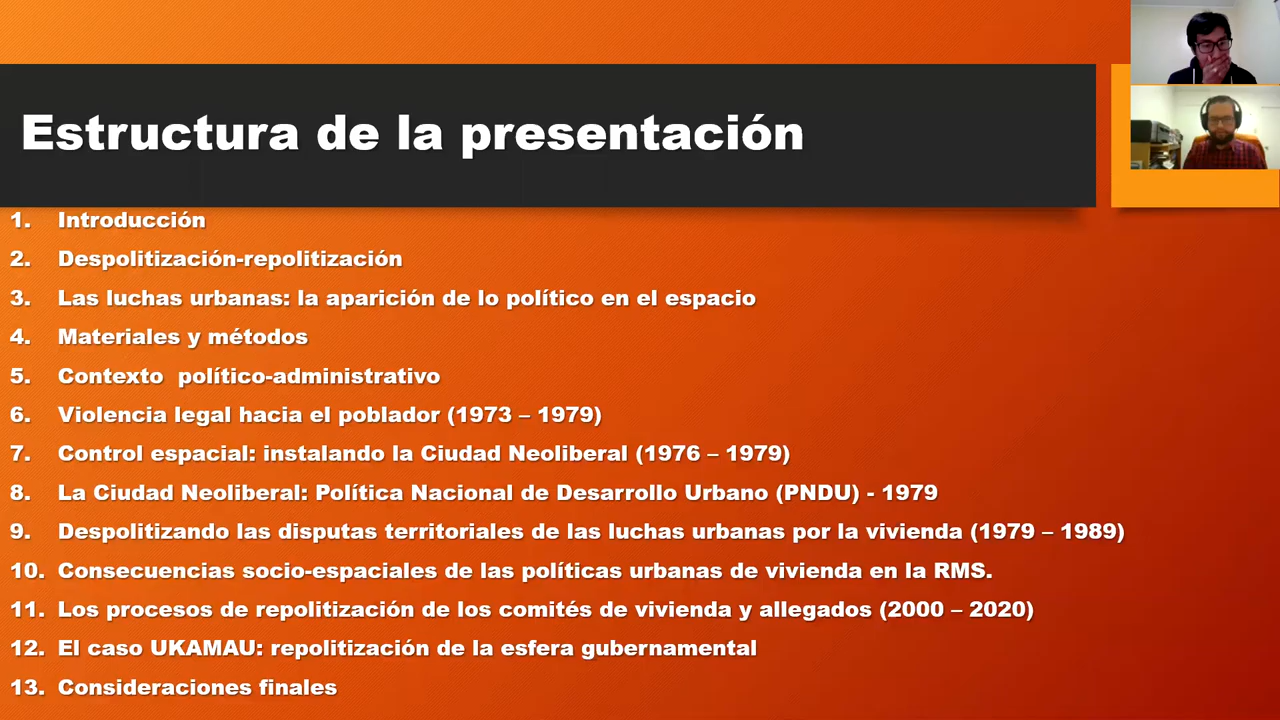 Estructura de la presentación
1. Introducción
2. Despolitización-repolitización
3. Las luchas urbanas: la aparición de lo político en el espacio
4. Materiales y métodos
5. Contexto político-administrativo
6. Violencia legal hacia el poblador (1973 – 1979)
7. Control espacial: instalando la Ciudad Neoliberal (1976 – 1979)
8. La Ciudad Neoliberal: Política Nacional de Desarrollo Urbano (PNDU) - 1979
9. Despolitizando las disputas territoriales de las luchas urbanas por la vivienda (1979 – 1989)
10. Consecuencias socio-espaciales de las políticas urbanas de vivienda en la RMS.
11. Los procesos de repolitización de los comités de vivienda y allegados (2000 – 2020)
12. El caso UKAMAU: repolitización de la esfera gubernamental
13. Consideraciones finales